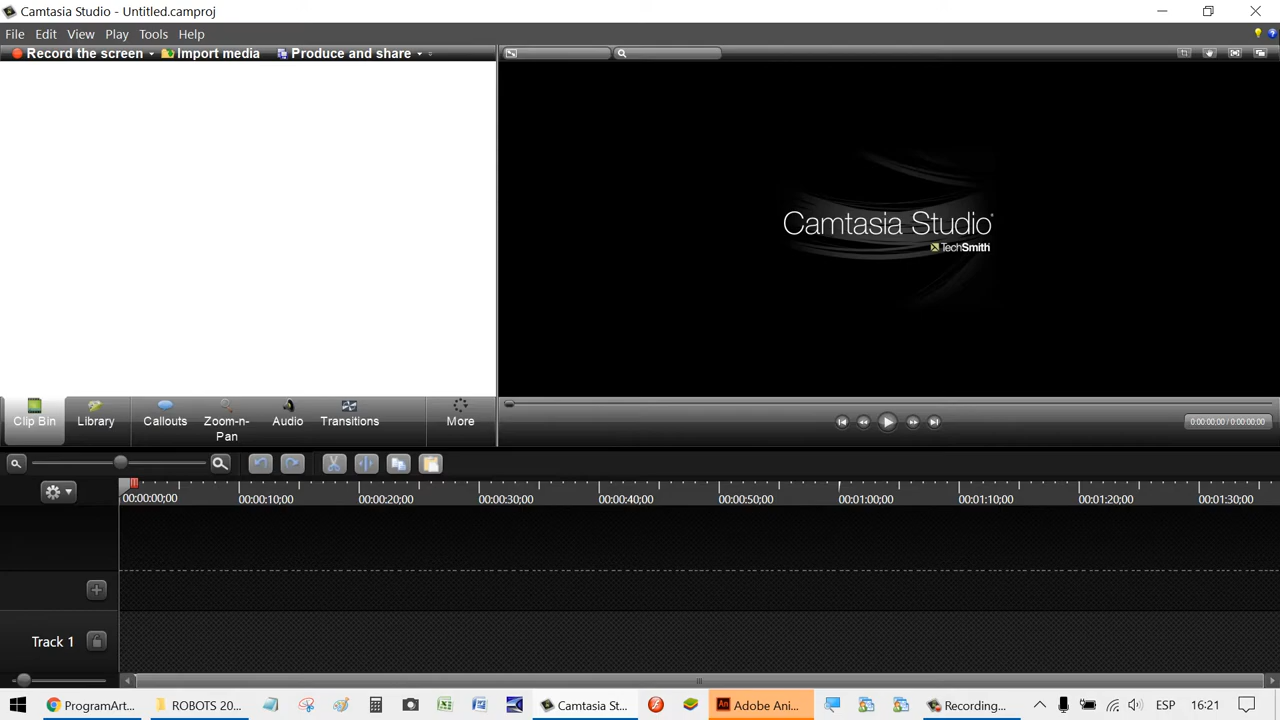 Camtasia Studio - Untitled.camproj
File Edit View Play Tools Help
Record the screen Import media Produce and share
Camtasia Studio
TechSmith
Clip Bin Library Callouts Zoom-n-Pan Audio Transitions More
0:00:00;00 / 0:00:00;00
00:00:00;00 00:00:10;00 00:00:20;00 00:00:30;00 00:00:40;00 00:00:50;00 00:01:00;00 00:01:10;00 00:01:20;00 00:01:30;00
Track 1
ProgramArt... ROBOTS 20... Camtasia St... An Adobe Ani... Recording... ESP 16:21